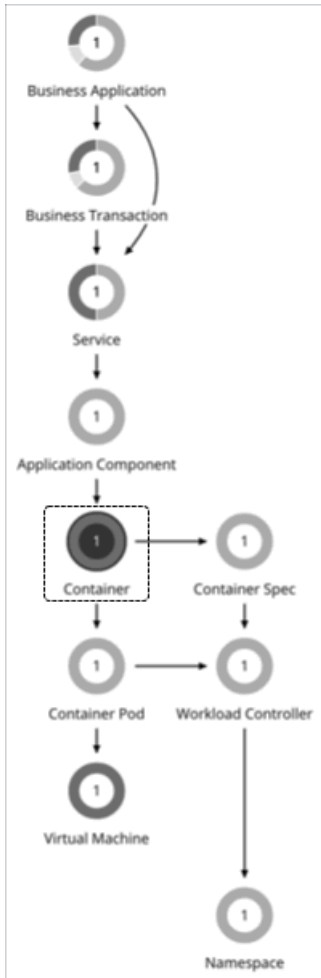 1
Business Application
1
Business Transaction
1
Service
1
Application Component
1
Container
1
Container Spec
1
Container Pod
1
Workload Controller
1
Virtual Machine
1
Namespace